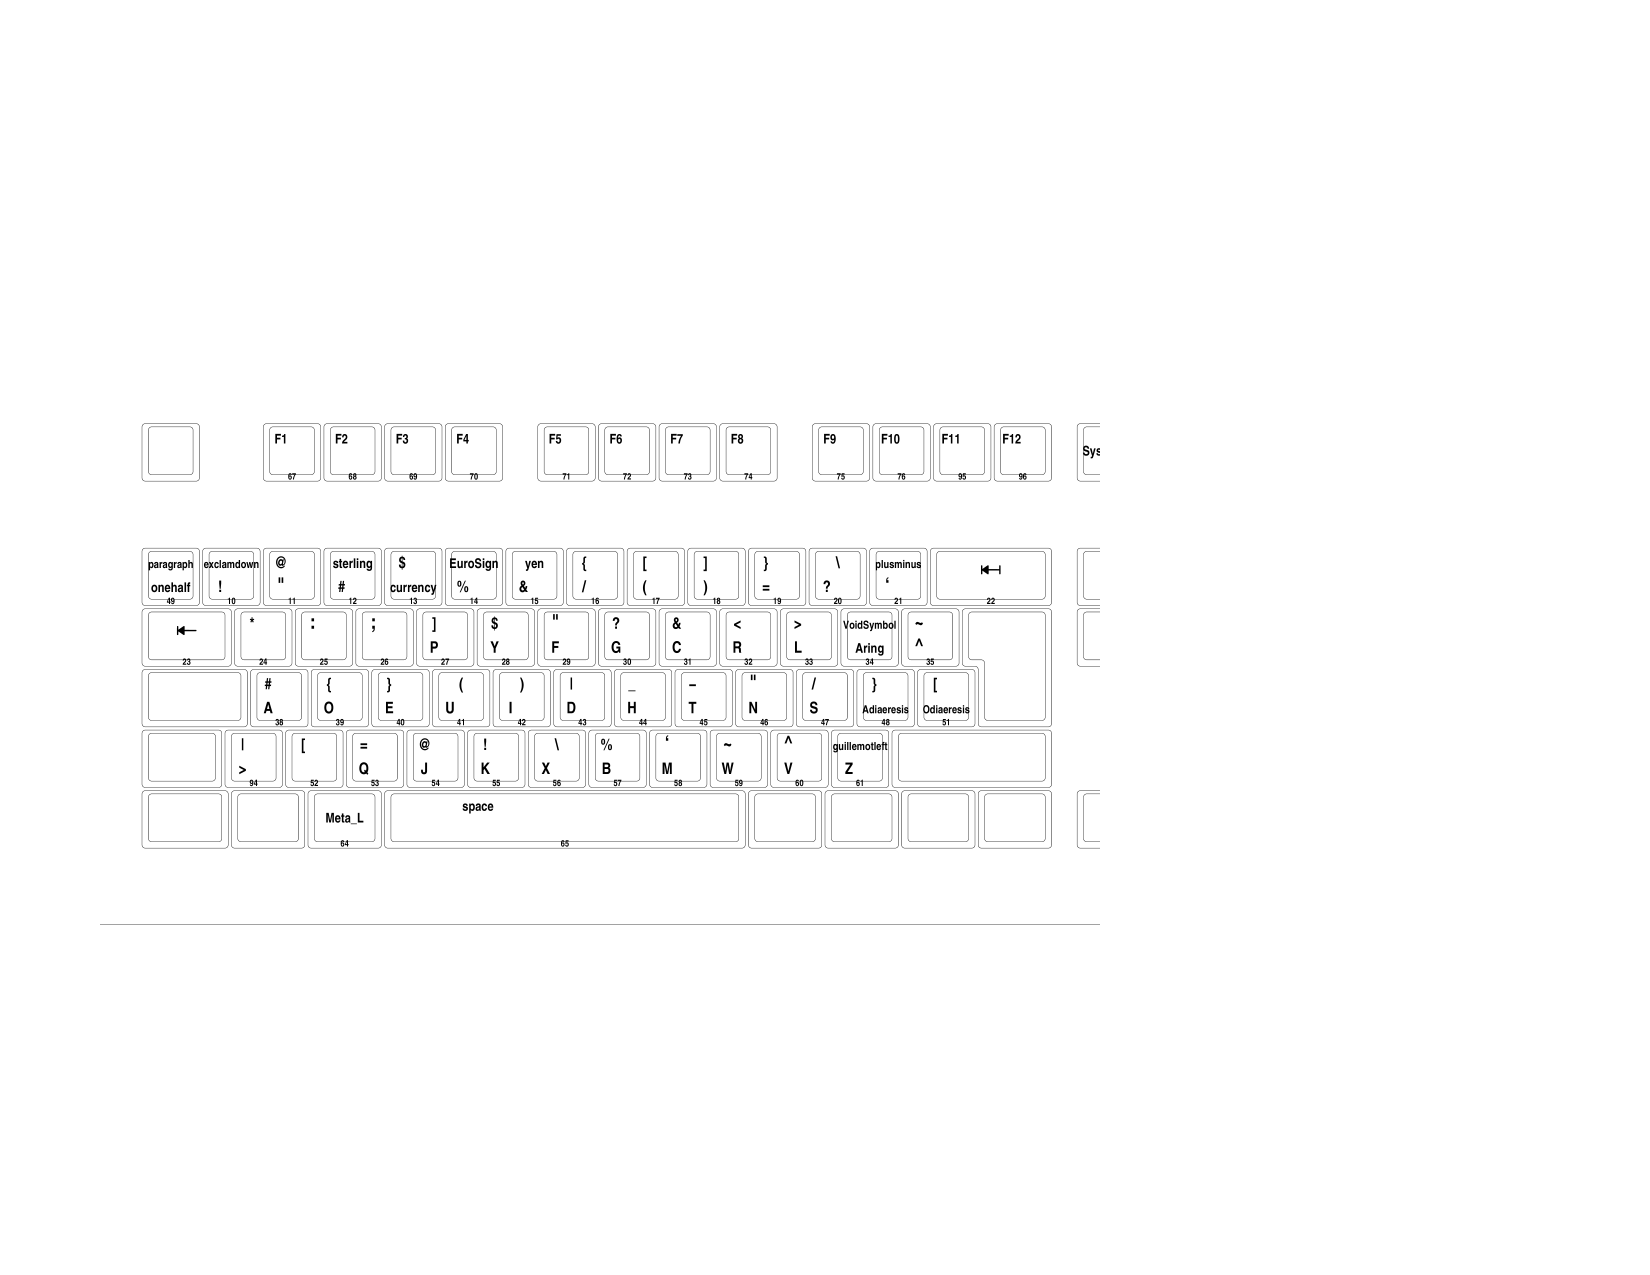 F1 F2 F3 F4 F5 F6 F7 F8 F9 F10 F11 F12 Sys
67 68 69 70 71 72 73 74 75 76 95 96
paragraph exclamdown @ sterling $ EuroSign yen { [ ] } \ plusminus
onehalf ! " # currency % & / ( ) = ? ‘
49 10 11 12 13 14 15 16 17 18 19 20 21 22
* : ; ] $ " ? & < > VoidSymbol ~
P Y F G C R L Aring ^
23 24 25 26 27 28 29 30 31 32 33 34 35
# { } ( ) | _ − " / } [
A O E U I D H T N S Adiaeresis Odiaeresis
38 39 40 41 42 43 44 45 46 47 48 51
| [ = @ ! \ % ‘ ~ ^ guillemotleft
> Q J K X B M W V Z
94 52 53 54 55 56 57 58 59 60 61
space
Meta_L
64 65